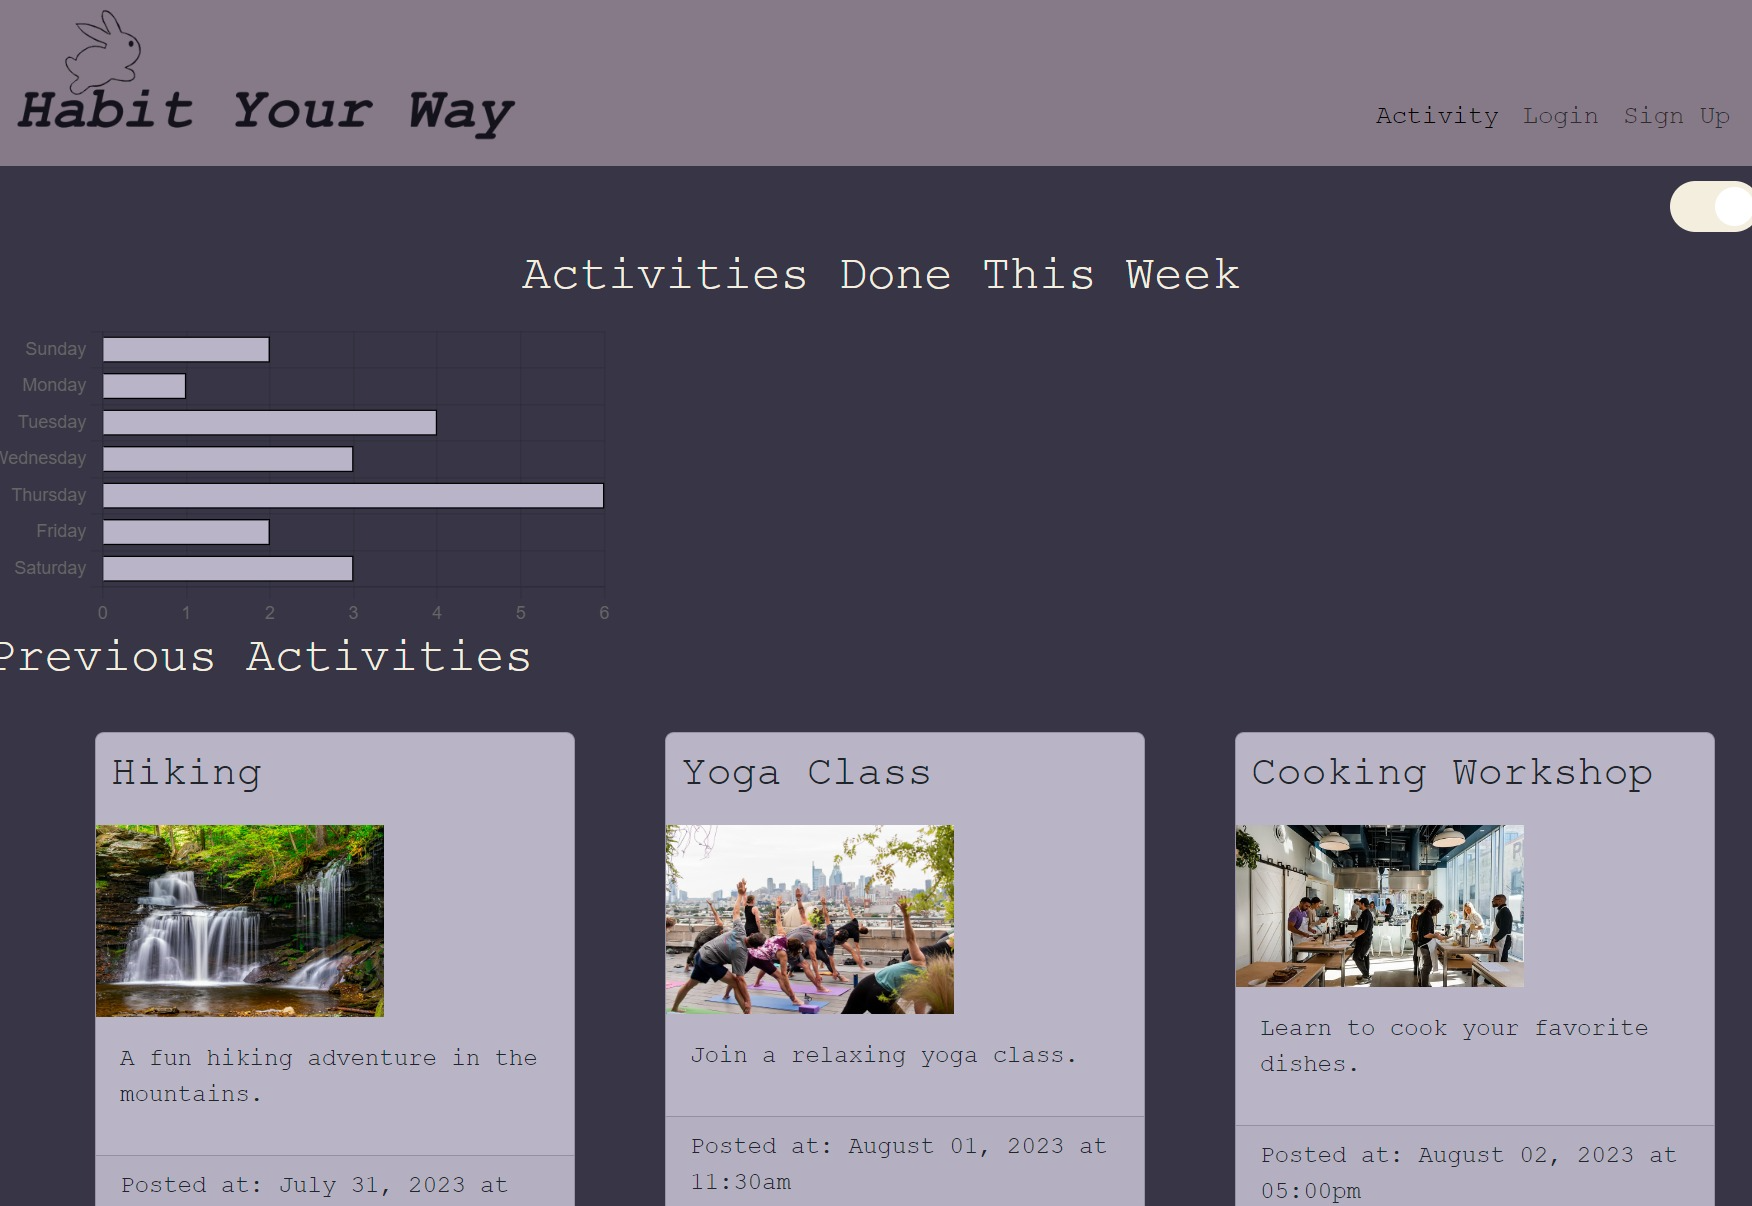 Habit Your Way
Activity Login Sign Up
Activities Done This Week
Sunday
Monday
Tuesday
Wednesday
Thursday
Friday
Saturday
0 1 2 3 4 5 6
Previous Activities
Hiking
A fun hiking adventure in the
mountains.
Posted at: July 31, 2023 at
Yoga Class
Join a relaxing yoga class.
Posted at: August 01, 2023 at
11:30am
Cooking Workshop
Learn to cook your favorite
dishes.
Posted at: August 02, 2023 at
05:00pm